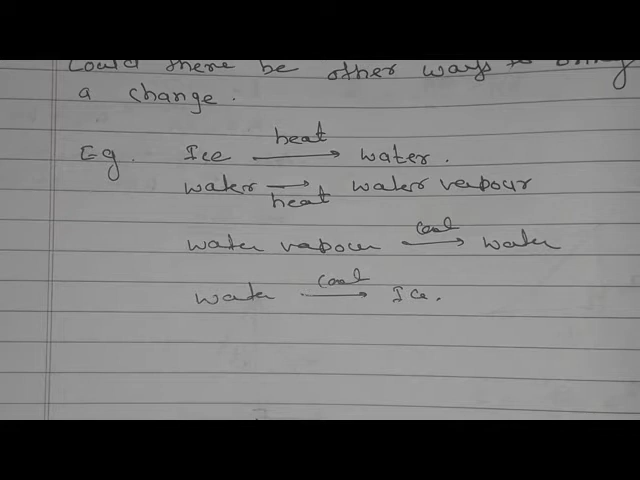 Could there be other ways to bring
a change.
Eg. Ice heat → water.
water → heat water vapour
water vapour cool → water
water cool → Ice.